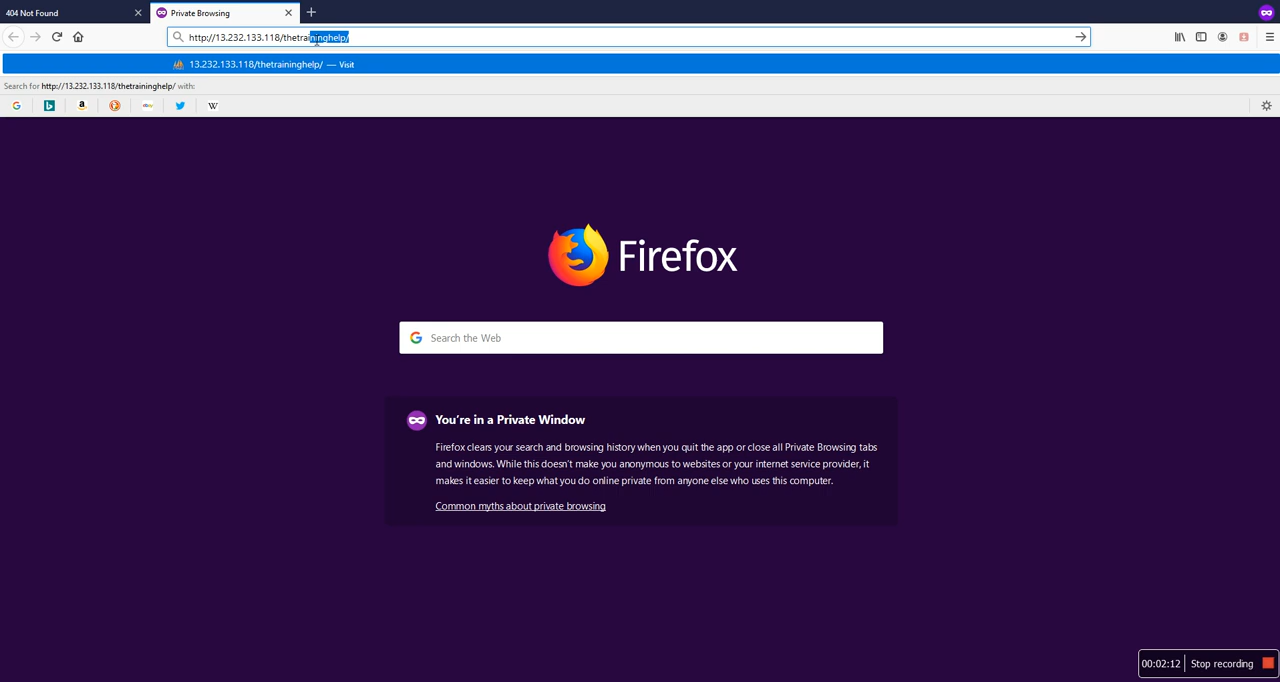 404 Not Found
Private Browsing
http://13.232.133.118/thetraininghelp/
13.232.133.118/thetraininghelp/ — Visit
Search for http://13.232.133.118/thetraininghelp/ with:
Firefox
Search the Web
You're in a Private Window
Firefox clears your search and browsing history when you quit the app or close all Private Browsing tabs
and windows. While this doesn't make you anonymous to websites or your internet service provider, it
makes it easier to keep what you do online private from anyone else who uses this computer.
Common myths about private browsing
00:02:12 Stop recording